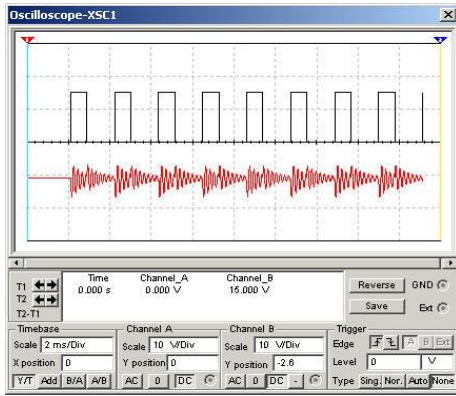 Oscilloscope-XSC1
1
2
Time Channel_A Channel_B
T1 0.000 s 0.000 V 15.000 V
T2
T2-T1
Reverse
Save
GND
Ext
Timebase
Scale 2 ms/Div
X position 0
Y/T Add B/A A/B
Channel A
Scale 10 V/Div
Y position 0
AC 0 DC
Channel B
Scale 10 V/Div
Y position -2.6
AC 0 DC -
Trigger
Edge A B Ext
Level 0 V
Type Sing. Nor. Auto None